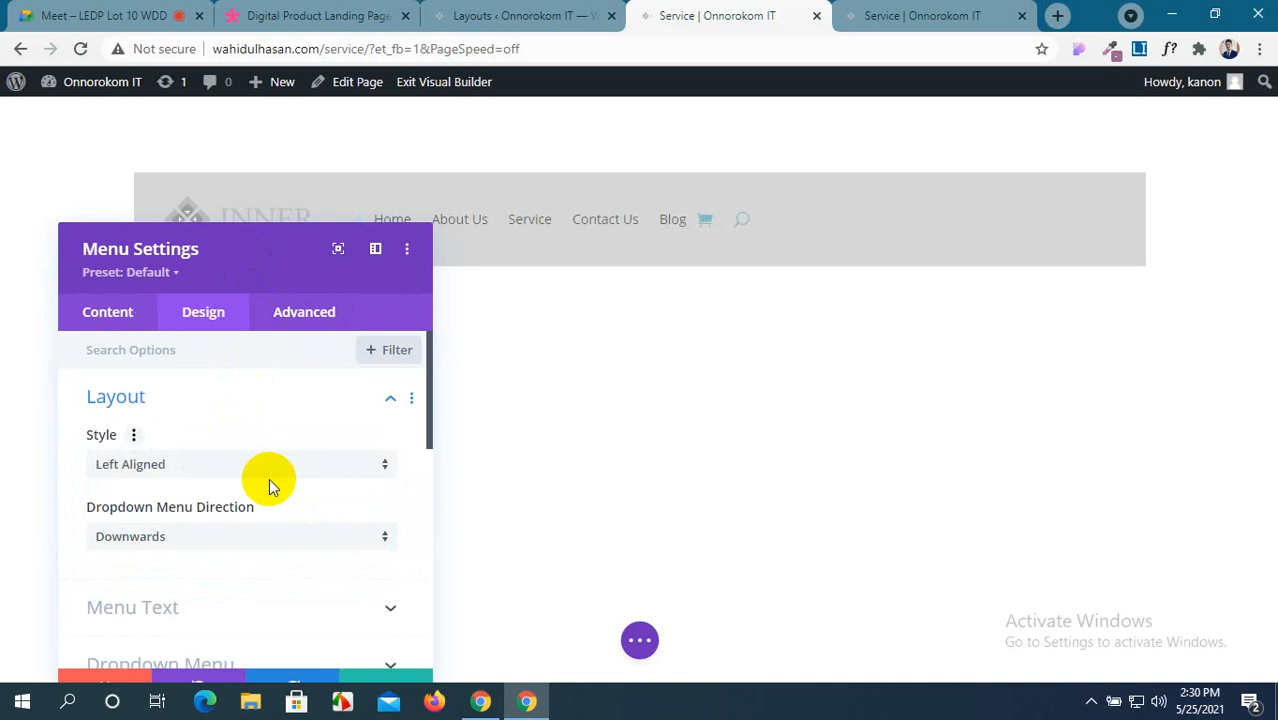 Meet – LEDP Lot 10 WDD
Digital Product Landing Page
Layouts ‹ Onnorokom IT — W
Service | Onnorokom IT
Service | Onnorokom IT
Not secure
wahidulhasan.com/service/?et_fb=1&PageSpeed=off
Onnorokom IT
1
0
New
Edit Page
Exit Visual Builder
Howdy, kanon
INNER
Home
About Us
Service
Contact Us
Blog
Menu Settings
Preset: Default
Content
Design
Advanced
Search Options
+ Filter
Layout
Style
Left Aligned
Dropdown Menu Direction
Downwards
Menu Text
Dropdown Menu
Activate Windows
Go to Settings to activate Windows.
2:30 PM
5/25/2021
2